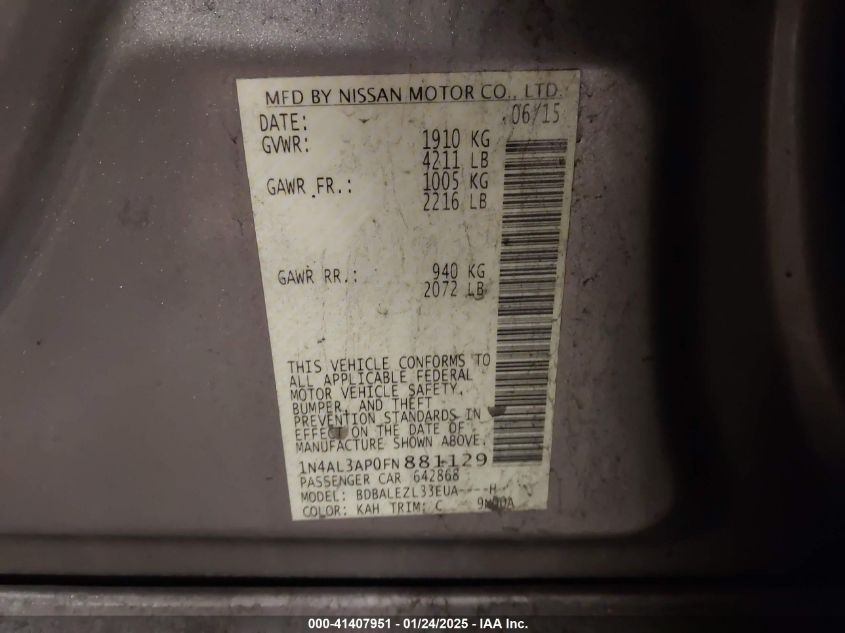 MFD BY NISSAN MOTOR CO., LTD.
DATE: 06/15
GVWR: 1910 KG
4211 LB
GAWR FR.: 1005 KG
2216 LB
GAWR RR.: 940 KG
2072 LB
THIS VEHICLE CONFORMS TO
ALL APPLICABLE FEDERAL
MOTOR VEHICLE SAFETY,
BUMPER, AND THEFT
PREVENTION STANDARDS IN
EFFECT ON THE DATE OF
MANUFACTURE SHOWN ABOVE.
1N4AL3AP0FN881129
PASSENGER CAR 642868
MODEL: BDBALEZL33EUA----H
COLOR: KAH TRIM: C
000-41407951 - 01/24/2025 - IAA Inc.